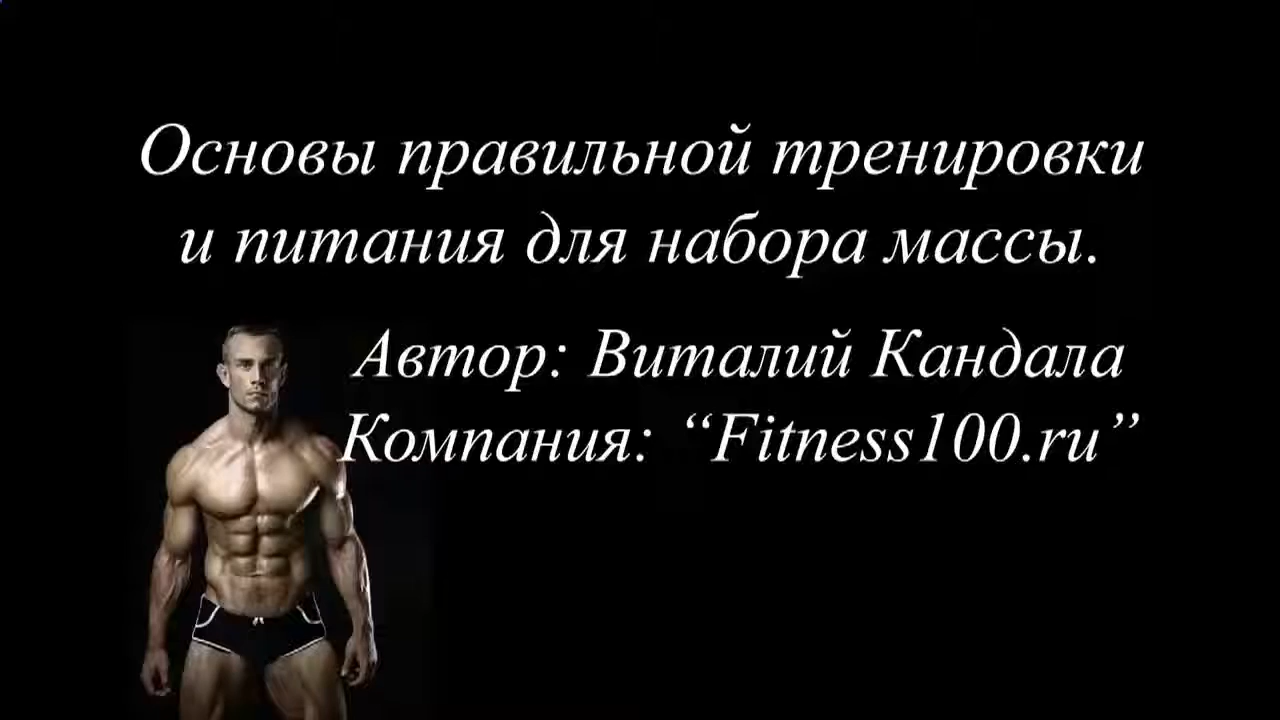 Основы правильной тренировки
и питания для набора массы.
Автор: Виталий Кандала
Компания: “Fitness100.ru”